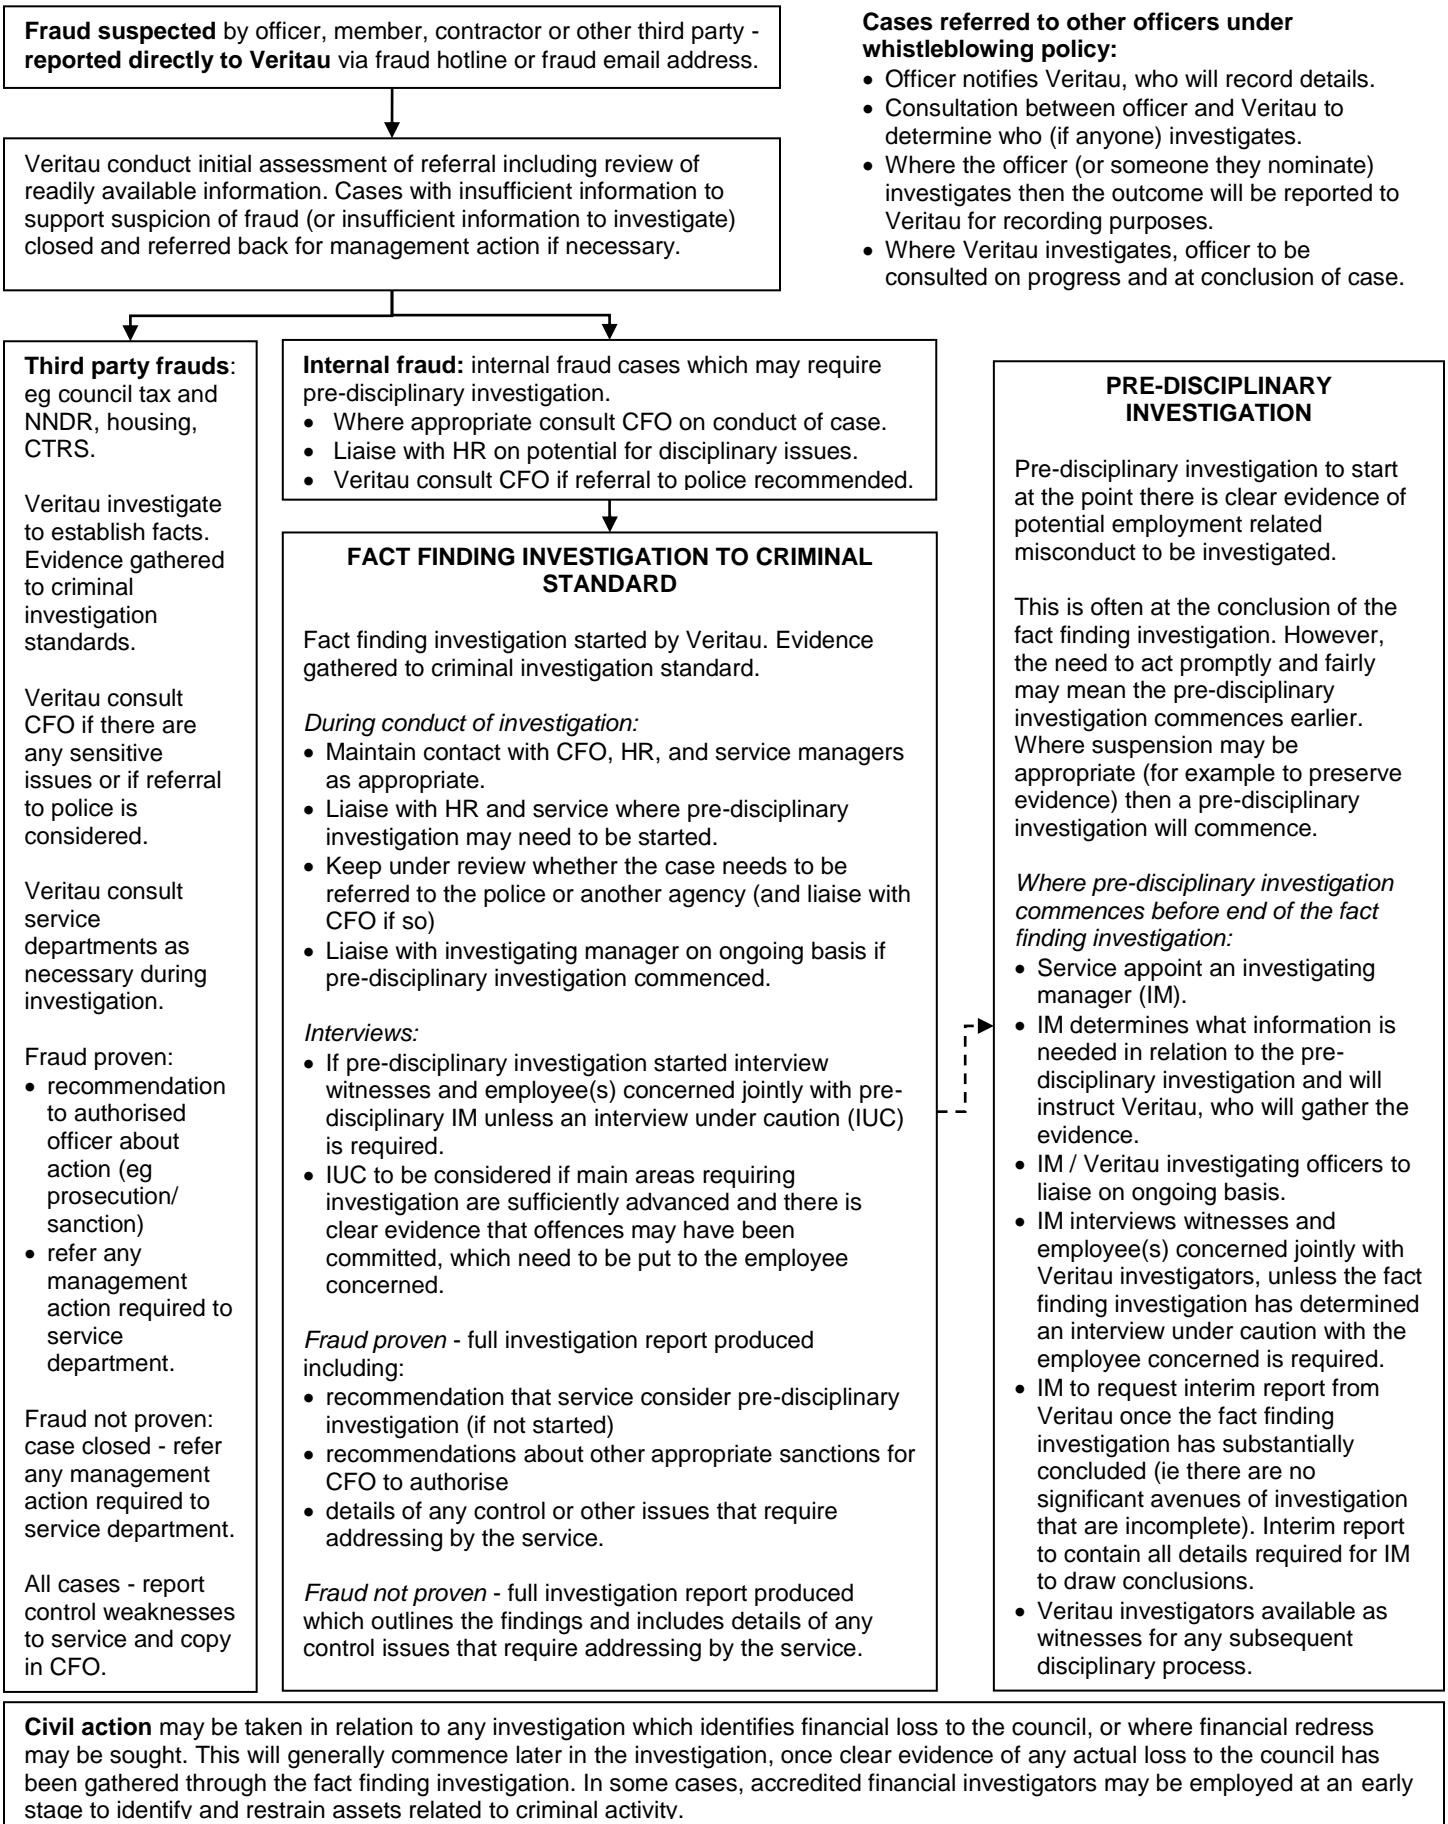 Fraud suspected by officer, member, contractor or other third party -
reported directly to Veritau via fraud hotline or fraud email address.
Cases referred to other officers under
whistleblowing policy:
• Officer notifies Veritau, who will record details.
• Consultation between officer and Veritau to
determine who (if anyone) investigates.
• Where the officer (or someone they nominate)
investigates then the outcome will be reported to
Veritau for recording purposes.
• Where Veritau investigates, officer to be
consulted on progress and at conclusion of case.
Veritau conduct initial assessment of referral including review of
readily available information. Cases with insufficient information to
support suspicion of fraud (or insufficient information to investigate)
closed and referred back for management action if necessary.
Third party frauds:
eg council tax and
NNDR, housing,
CTRS.
Veritau investigate
to establish facts.
Evidence gathered
to criminal
investigation
standards.
Veritau consult
CFO if there are
any sensitive
issues or if referral
to police is
considered.
Veritau consult
service
departments as
necessary during
investigation.
Fraud proven:
• recommendation
to authorised
officer about
action (eg
prosecution/
sanction)
• refer any
management
action required to
service
department.
Fraud not proven:
case closed - refer
any management
action required to
service department.
All cases - report
control weaknesses
to service and copy
in CFO.
Internal fraud: internal fraud cases which may require
pre-disciplinary investigation.
• Where appropriate consult CFO on conduct of case.
• Liaise with HR on potential for disciplinary issues.
• Veritau consult CFO if referral to police recommended.
FACT FINDING INVESTIGATION TO CRIMINAL
STANDARD
Fact finding investigation started by Veritau. Evidence
gathered to criminal investigation standard.
During conduct of investigation:
• Maintain contact with CFO, HR, and service managers
as appropriate.
• Liaise with HR and service where pre-disciplinary
investigation may need to be started.
• Keep under review whether the case needs to be
referred to the police or another agency (and liaise with
CFO if so)
• Liaise with investigating manager on ongoing basis if
pre-disciplinary investigation commenced.
Interviews:
• If pre-disciplinary investigation started interview
witnesses and employee(s) concerned jointly with pre-
disciplinary IM unless an interview under caution (IUC)
is required.
• IUC to be considered if main areas requiring
investigation are sufficiently advanced and there is
clear evidence that offences may have been
committed, which need to be put to the employee
concerned.
Fraud proven - full investigation report produced
including:
• recommendation that service consider pre-disciplinary
investigation (if not started)
• recommendations about other appropriate sanctions for
CFO to authorise
• details of any control or other issues that require
addressing by the service.
Fraud not proven - full investigation report produced
which outlines the findings and includes details of any
control issues that require addressing by the service.
PRE-DISCIPLINARY
INVESTIGATION
Pre-disciplinary investigation to start
at the point there is clear evidence of
potential employment related
misconduct to be investigated.
This is often at the conclusion of the
fact finding investigation. However,
the need to act promptly and fairly
may mean the pre-disciplinary
investigation commences earlier.
Where suspension may be
appropriate (for example to preserve
evidence) then a pre-disciplinary
investigation will commence.
Where pre-disciplinary investigation
commences before end of the fact
finding investigation:
• Service appoint an investigating
manager (IM).
• IM determines what information is
needed in relation to the pre-
disciplinary investigation and will
instruct Veritau, who will gather the
evidence.
• IM / Veritau investigating officers to
liaise on ongoing basis.
• IM interviews witnesses and
employee(s) concerned jointly with
Veritau investigators, unless the fact
finding investigation has determined
an interview under caution with the
employee concerned is required.
• IM to request interim report from
Veritau once the fact finding
investigation has substantially
concluded (ie there are no
significant avenues of investigation
that are incomplete). Interim report
to contain all details required for IM
to draw conclusions.
• Veritau investigators available as
witnesses for any subsequent
disciplinary process.
Civil action may be taken in relation to any investigation which identifies financial loss to the council, or where financial redress
may be sought. This will generally commence later in the investigation, once clear evidence of any actual loss to the council has
been gathered through the fact finding investigation. In some cases, accredited financial investigators may be employed at an early
stage to identify and restrain assets related to criminal activity.